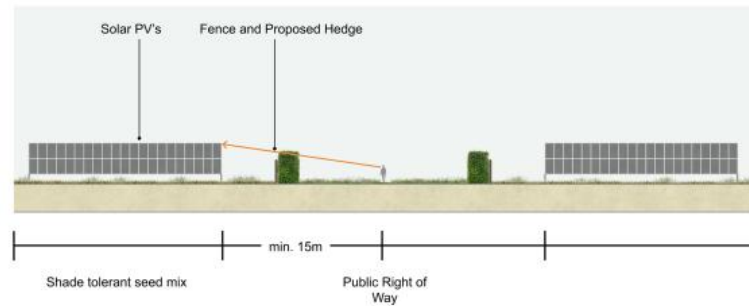 Solar PV's
Fence and Proposed Hedge
min. 15m
Shade tolerant seed mix
Public Right of
Way